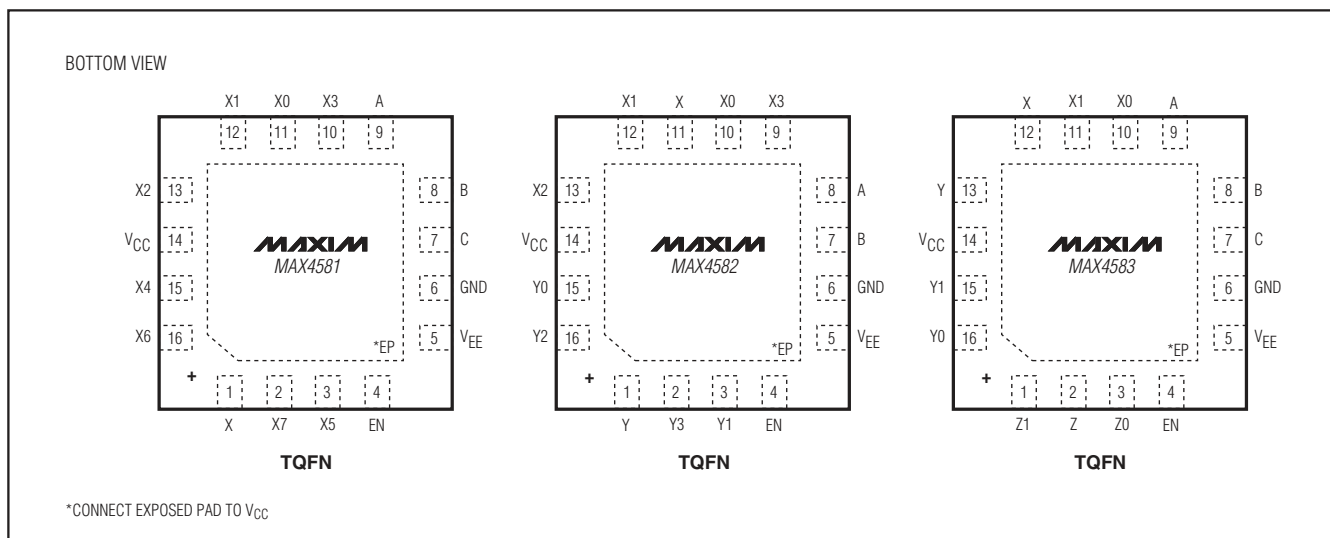 BOTTOM VIEW
X1 X0 X3 A
12 11 10 9
X2 13 8 B
VCC 14 7 C
MAXIM
MAX4581
X4 15 6 GND
X6 16 5 VEE
*EP
+
1 2 3 4
X X7 X5 EN
TQFN
X1 X X0 X3
12 11 10 9
X2 13 8 A
VCC 14 7 B
MAXIM
MAX4582
Y0 15 6 GND
Y2 16 5 VEE
*EP
+
1 2 3 4
Y Y3 Y1 EN
TQFN
X X1 X0 A
12 11 10 9
Y 13 8 B
VCC 14 7 C
MAXIM
MAX4583
Y1 15 6 GND
Y0 16 5 VEE
*EP
+
1 2 3 4
Z1 Z Z0 EN
TQFN
*CONNECT EXPOSED PAD TO VCC